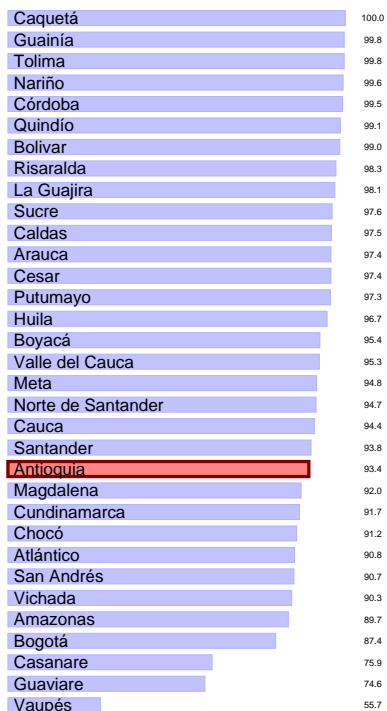 Caquetá 100.0
Guainía 99.8
Tolima 99.8
Nariño 99.6
Córdoba 99.5
Quindío 99.1
Bolivar 99.0
Risaralda 98.3
La Guajira 98.1
Sucre 97.6
Caldas 97.5
Arauca 97.4
Cesar 97.4
Putumayo 97.3
Huila 96.7
Boyacá 95.4
Valle del Cauca 95.3
Meta 94.8
Norte de Santander 94.7
Cauca 94.4
Santander 93.8
Antioquia 93.4
Magdalena 92.0
Cundinamarca 91.7
Chocó 91.2
Atlántico 90.8
San Andrés 90.7
Vichada 90.3
Amazonas 89.7
Bogotá 87.4
Casanare 75.9
Guaviare 74.6
Vaupés 55.7